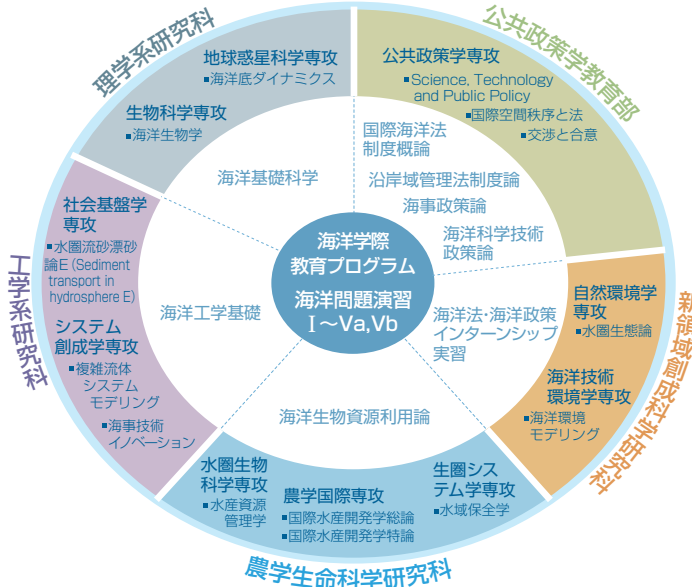 理学系研究科
地球惑星科学専攻
■海洋底ダイナミクス
生物科学専攻
■海洋生物学
公共政策学教育部
公共政策学専攻
■Science, Technology
and Public Policy
■国際空間秩序と法
■交渉と合意
海洋基礎科学
国際海洋法
制度概論
沿岸域管理法制度論
海事政策論
海洋科学技術
政策論
海洋学際
教育プログラム
海洋問題演習
Ⅰ～Va,Vb
工学系研究科
社会基盤学
専攻
■水圏流砂漂砂
論E(Sediment
transport in
hydrosphere E)
システム
創成学専攻
■複雑流体
システム
モデリング
■海事技術
イノベーション
海洋工学基礎
海洋法・海洋政策
インターンシップ
実習
新領域創成科学研究科
自然環境学
専攻
■水圏生態論
海洋技術
環境学専攻
■海洋環境
モデリング
海洋生物資源利用論
水圏生物
科学専攻
■水産資源
管理学
農学国際専攻
■国際水産開発学総論
■国際水産開発学特論
生圏シス
テム学専攻
■水域保全学
農学生命科学研究科